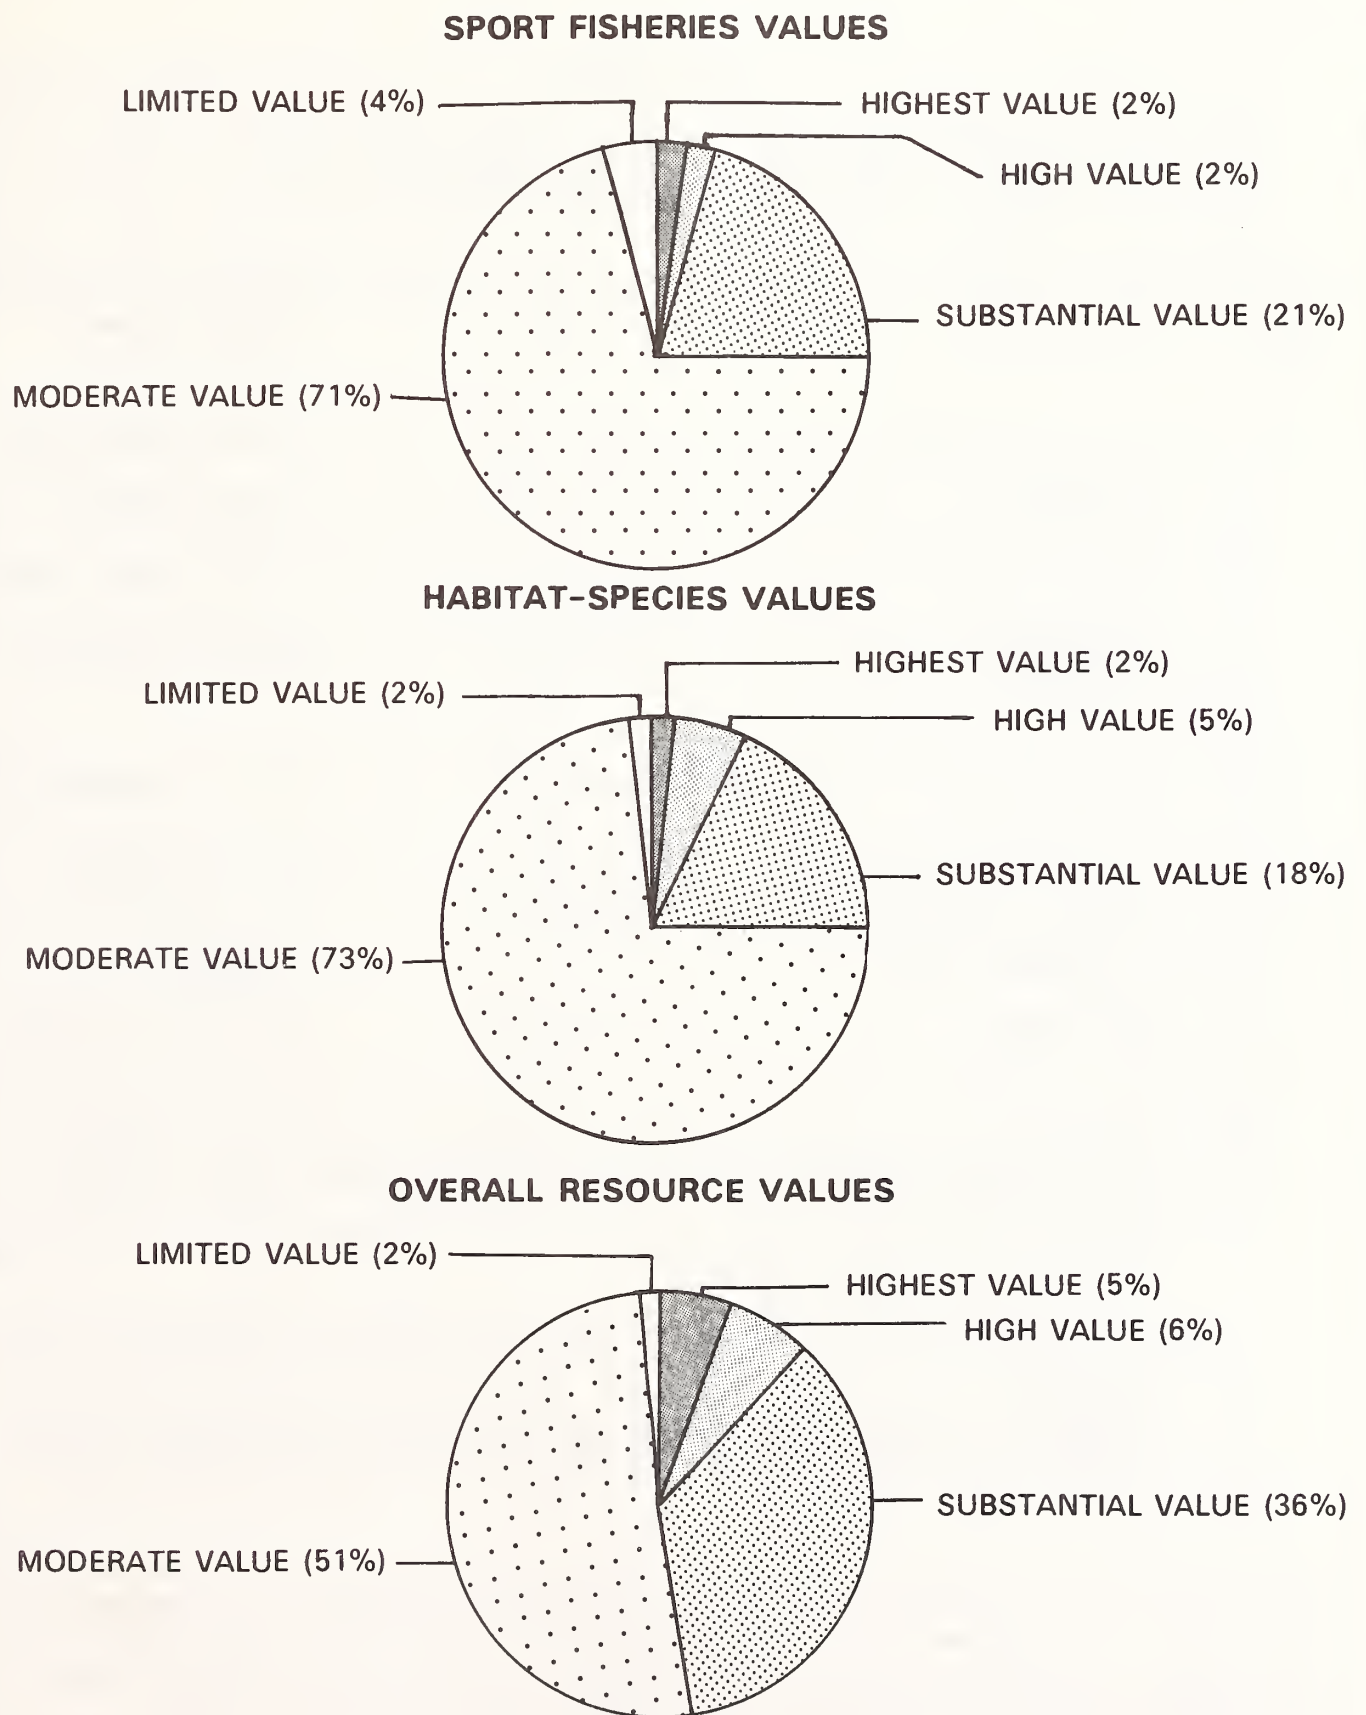 SPORT FISHERIES VALUES
LIMITED VALUE (4%)
HIGHEST VALUE (2%)
HIGH VALUE (2%)
SUBSTANTIAL VALUE (21%)
MODERATE VALUE (71%)
HABITAT-SPECIES VALUES
HIGHEST VALUE (2%)
LIMITED VALUE (2%)
HIGH VALUE (5%)
SUBSTANTIAL VALUE (18%)
MODERATE VALUE (73%)
OVERALL RESOURCE VALUES
LIMITED VALUE (2%)
HIGHEST VALUE (5%)
HIGH VALUE (6%)
SUBSTANTIAL VALUE (36%)
MODERATE VALUE (51%)